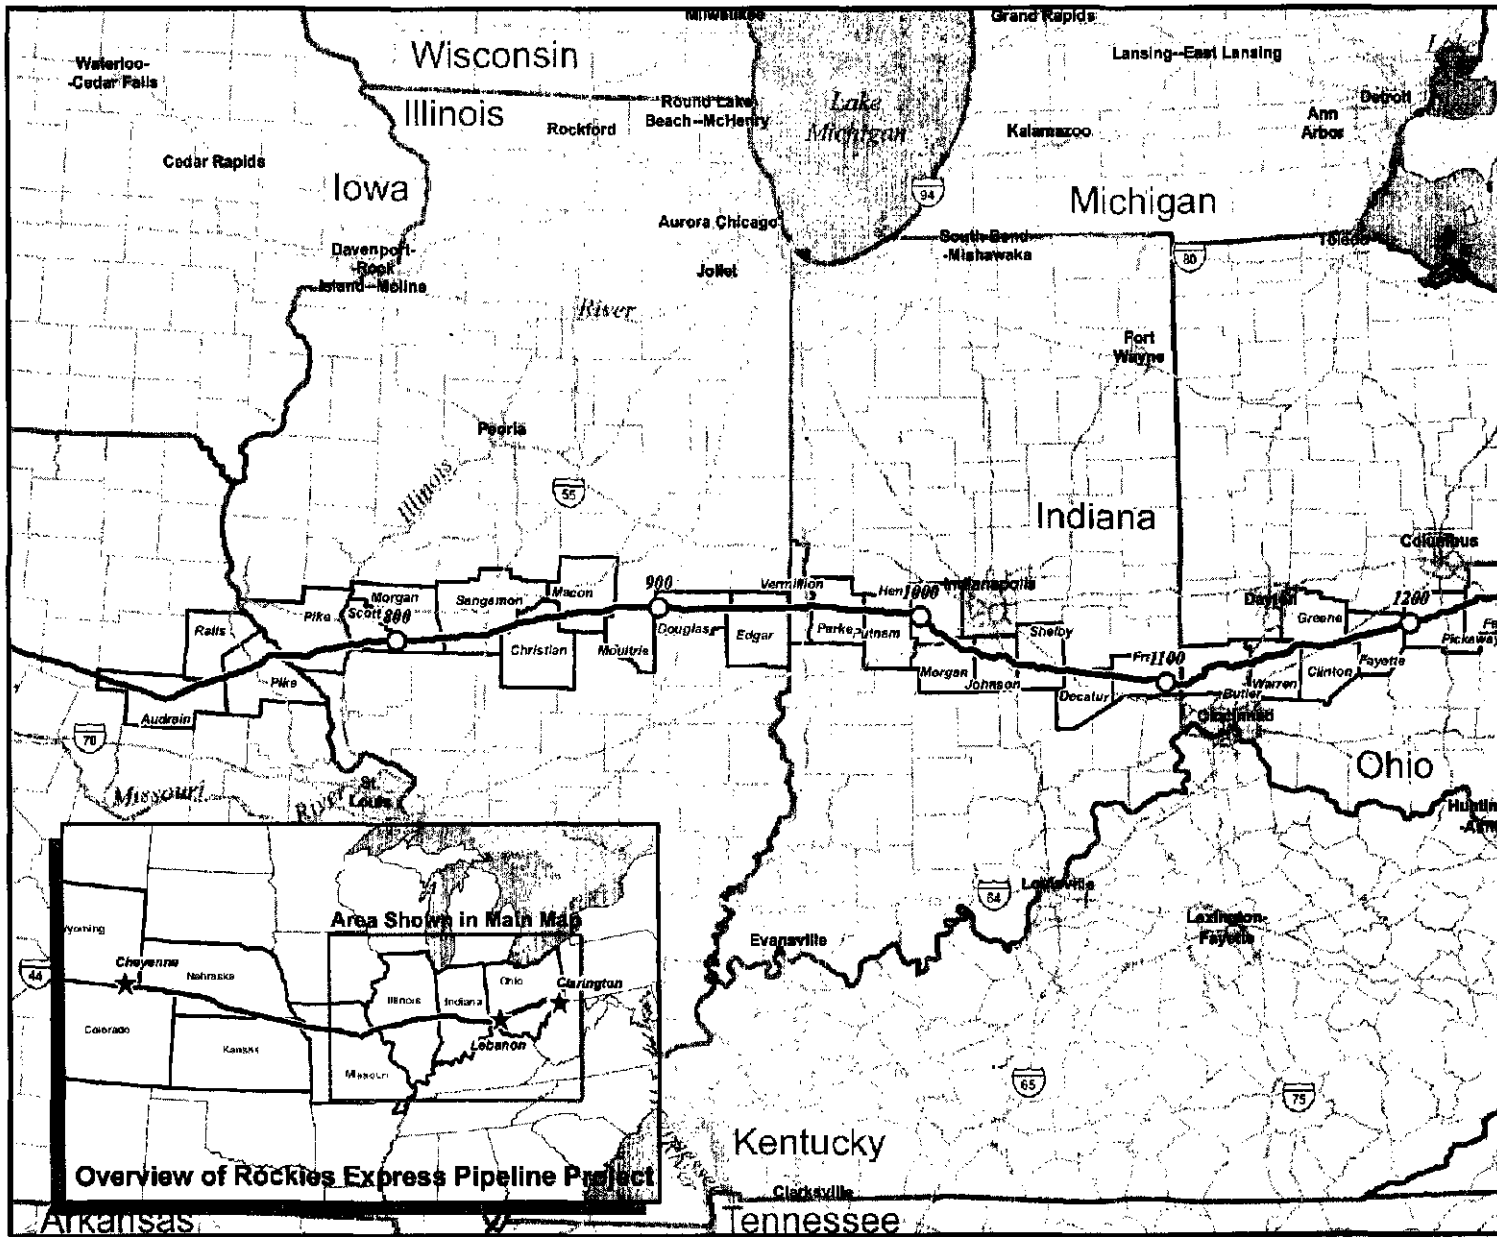 Milwaukee
Grand Rapids
Wisconsin
Lansing--East Lansing
Waterloo-
-Cedar Falls
Illinois
Round Lake
Beach--McHenry
Rockford
Lake
Michigan
Kalamazoo
Ann
Arbor
Detroit
Lake
Cedar Rapids
Iowa
94
Michigan
Aurora Chicago
Davenport-
-Rock
Island--Moline
Joliet
South Bend-
-Mishawaka
80
Toledo
River
Fort
Wayne
Peoria
Illinois
55
Indiana
Columbus
900
Vermillion
1000
Indianapolis
Macon
Morgan
Sangamon
Scott
800
Pike
Ralls
Douglas
Edgar
Parke
Putnam
Shelby
Dayton
Greene
1200
Pickaway
Christian
Moultrie
Morgan
Johnson
Decatur
1100
Butler
Warren
Clinton
Fayette
Pike
Audrain
Cincinnati
70
Missouri
River
St.
Louis
Ohio
64
Louisville
Lexington-
-Fayette
Evansville
44
Area Shown in Main Map
Wyoming
Cheyenne
Nebraska
Illinois
Indiana
Ohio
Clarington
Colorado
Kansas
Missouri
Lebanon
65
75
Kentucky
Overview of Rockies Express Pipeline Project
Clarksville
Arkansas
Tennessee